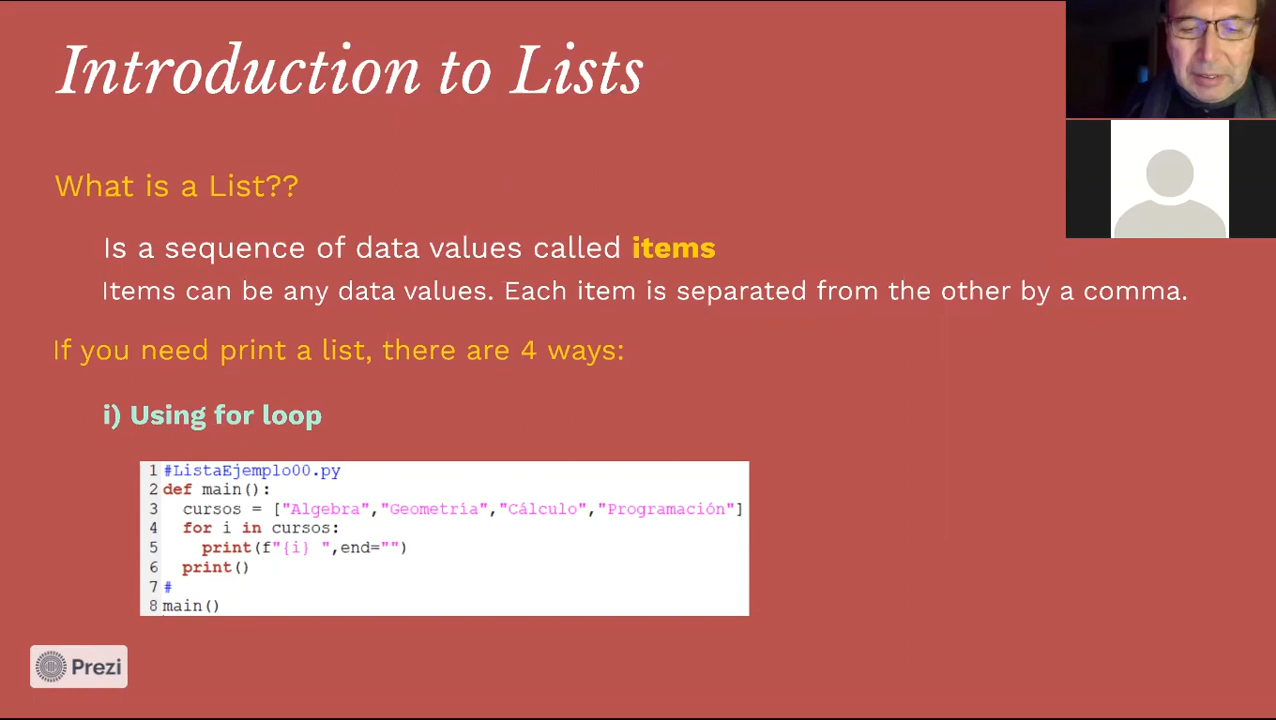 Introduction to Lists
What is a List??
Is a sequence of data values called items
Items can be any data values. Each item is separated from the other by a comma.
If you need print a list, there are 4 ways:
i) Using for loop
1 #ListaEjemplo00.py
2 def main():
3   cursos = ["Algebra","Geometría","Cálculo","Programación"]
4   for i in cursos:
5     print(f"{i} ",end="")
6   print()
7 #
8 main()
Prezi